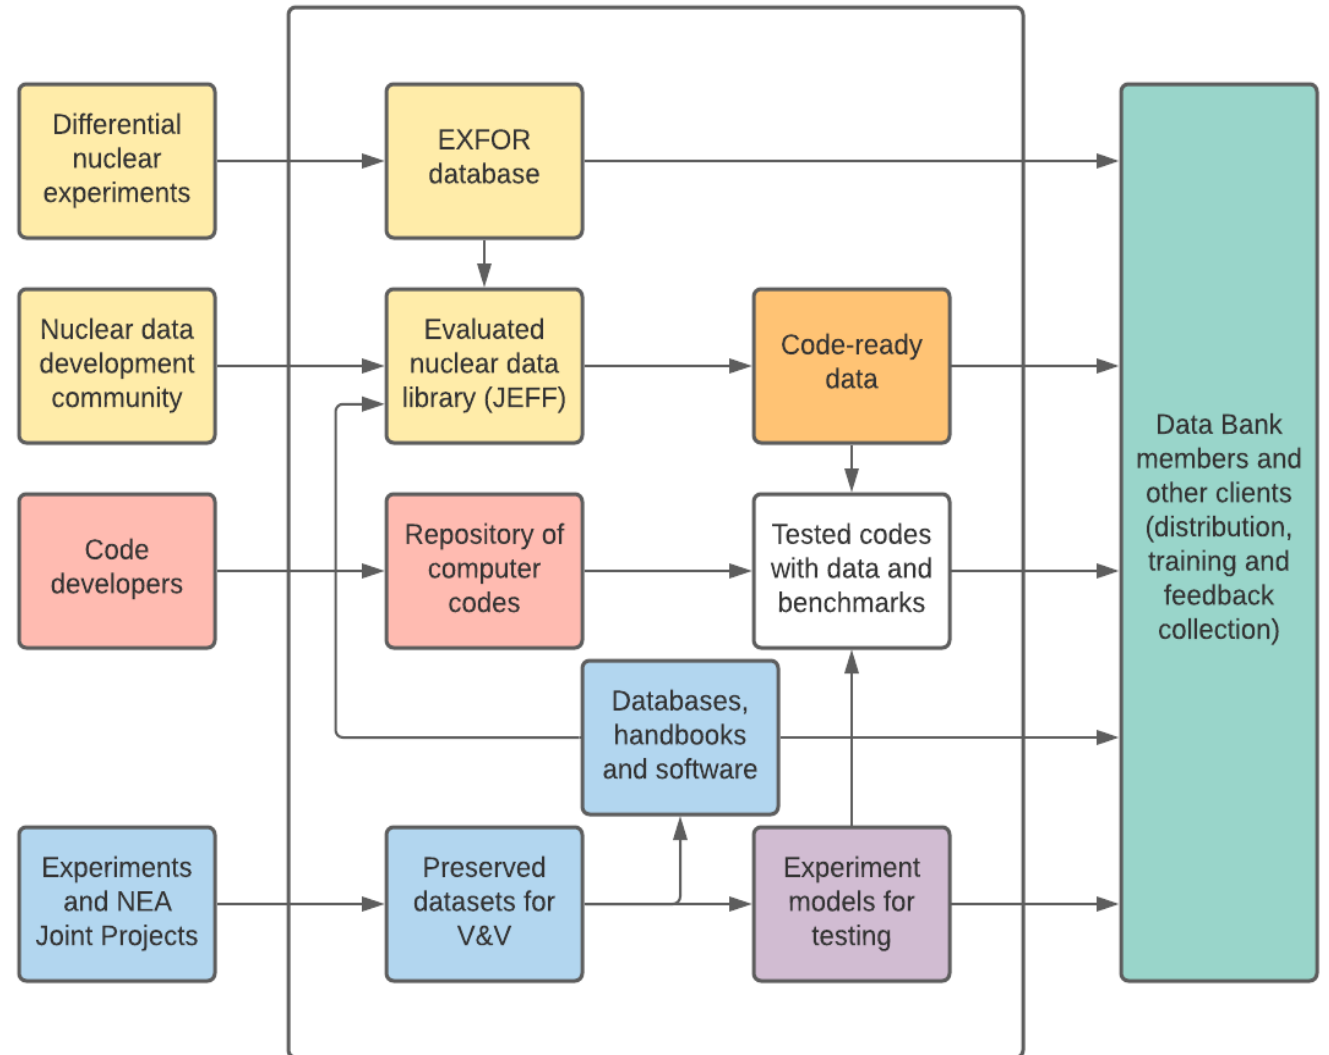 Differential
nuclear
experiments
EXFOR
database
Nuclear data
development
community
Evaluated
nuclear data
library (JEFF)
Code-ready
data
Code
developers
Repository of
computer
codes
Tested codes
with data and
benchmarks
Databases,
handbooks
and software
Experiments
and NEA
Joint Projects
Preserved
datasets for
V&V
Experiment
models for
testing
Data Bank
members and
other clients
(distribution,
training and
feedback
collection)